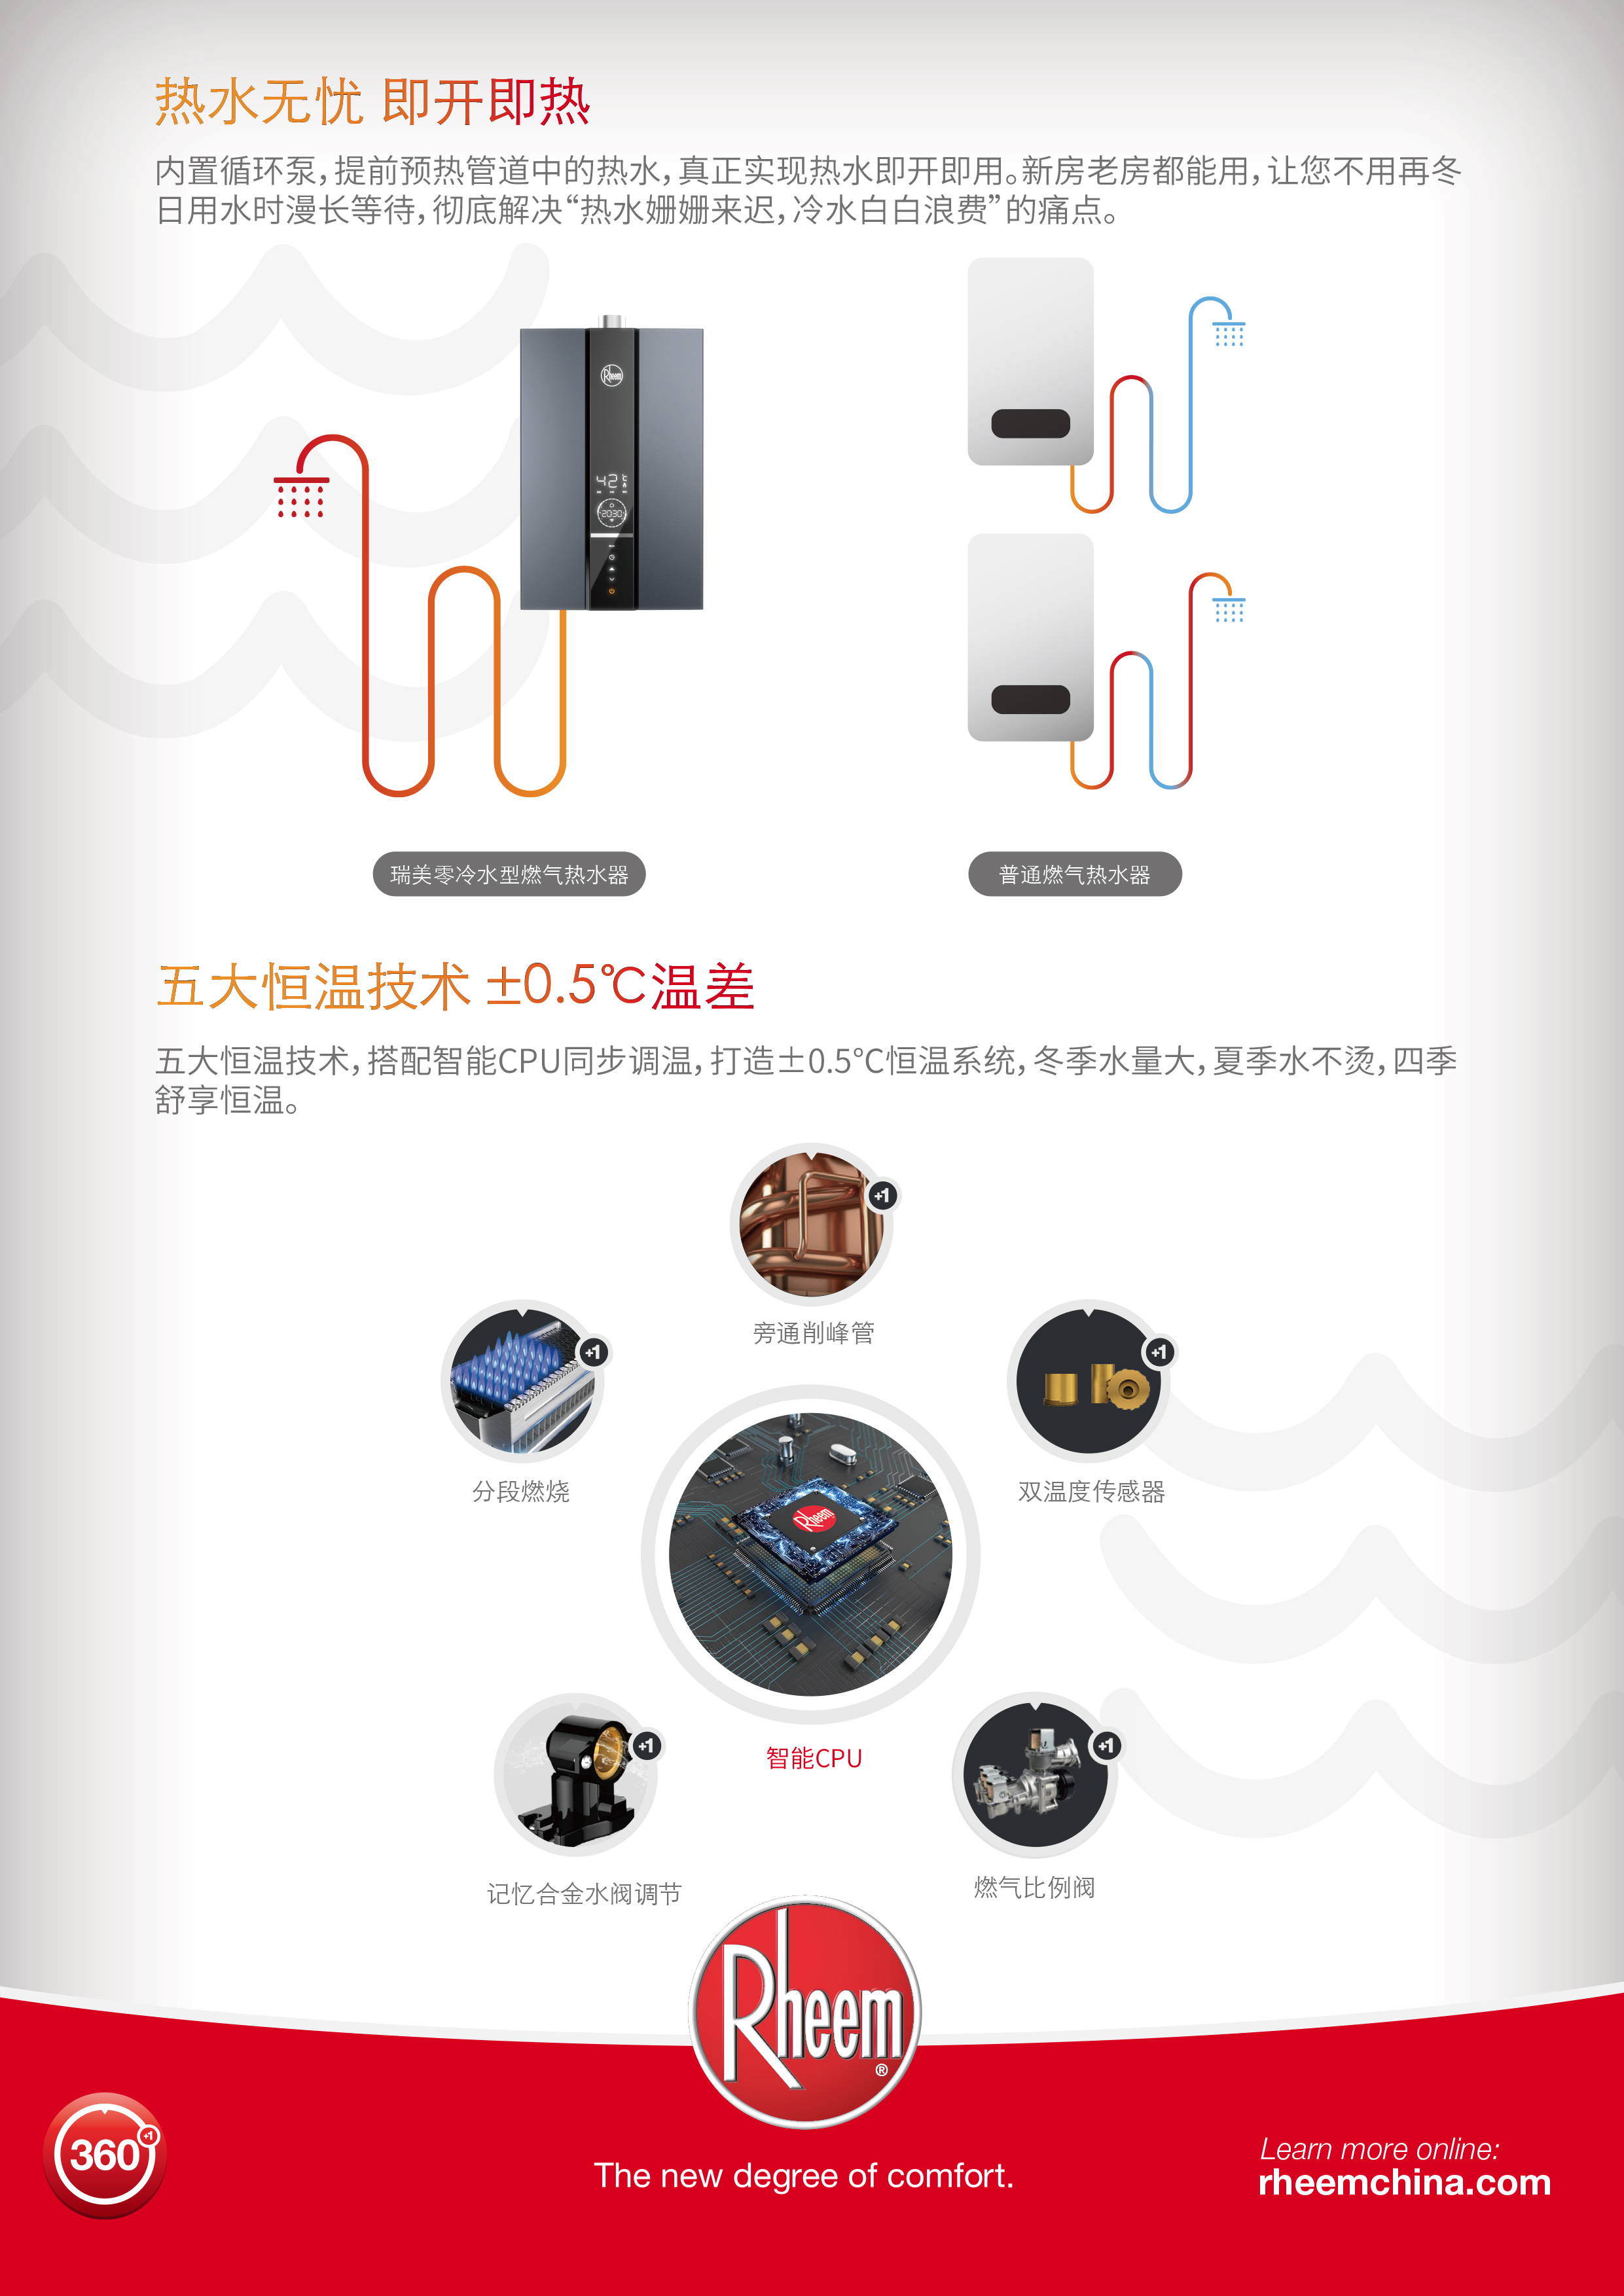 热水无忧 即开即热
内置循环泵，提前预热管道中的热水，真正实现热水即开即用。新房老房都能用，让您不用再冬
日用水时漫长等待，彻底解决“热水姗姗来迟，冷水白白浪费”的痛点。
Rheem
42℃
2030
瑞美零冷水型燃气热水器
普通燃气热水器
五大恒温技术 ±0.5℃温差
五大恒温技术，搭配智能CPU同步调温，打造±0.5℃恒温系统，冬季水量大，夏季水不烫，四季
舒享恒温。
+1
旁通削峰管
+1
分段燃烧
+1
双温度传感器
Rheem
智能CPU
+1
记忆合金水阀调节
+1
燃气比例阀
Rheem®
360+1
The new degree of comfort.
Learn more online:
rheemchina.com